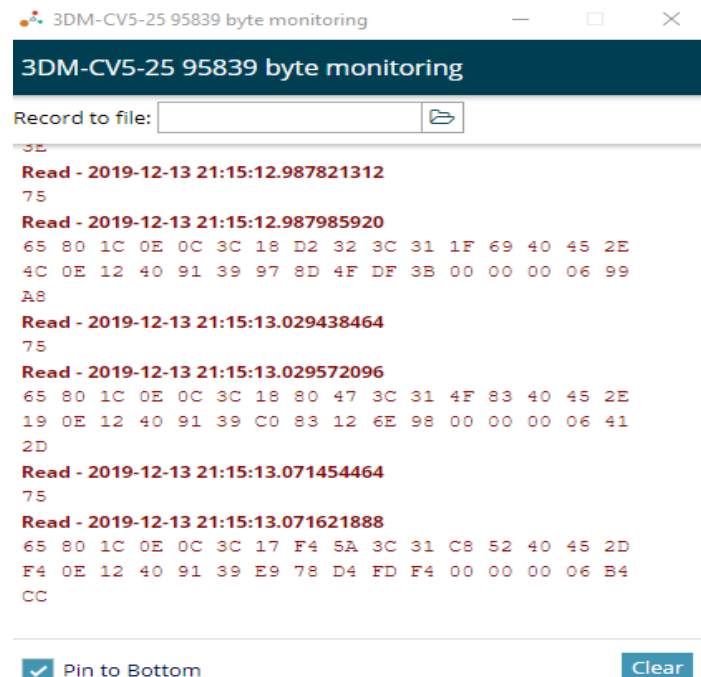 3DM-CV5-25 95839 byte monitoring
3DM-CV5-25 95839 byte monitoring
Record to file:
3E
Read - 2019-12-13 21:15:12.987821312
75
Read - 2019-12-13 21:15:12.987985920
65 80 1C 0E 0C 3C 18 D2 32 3C 31 1F 69 40 45 2E
4C 0E 12 40 91 39 97 8D 4F DF 3B 00 00 00 06 99
A8
Read - 2019-12-13 21:15:13.029438464
75
Read - 2019-12-13 21:15:13.029572096
65 80 1C 0E 0C 3C 18 80 47 3C 31 4F 83 40 45 2E
19 0E 12 40 91 39 C0 83 12 6E 98 00 00 00 06 41
2D
Read - 2019-12-13 21:15:13.071454464
75
Read - 2019-12-13 21:15:13.071621888
65 80 1C 0E 0C 3C 17 F4 5A 3C 31 C8 52 40 45 2D
F4 0E 12 40 91 39 E9 78 D4 FD F4 00 00 00 06 B4
CC
Pin to Bottom
Clear